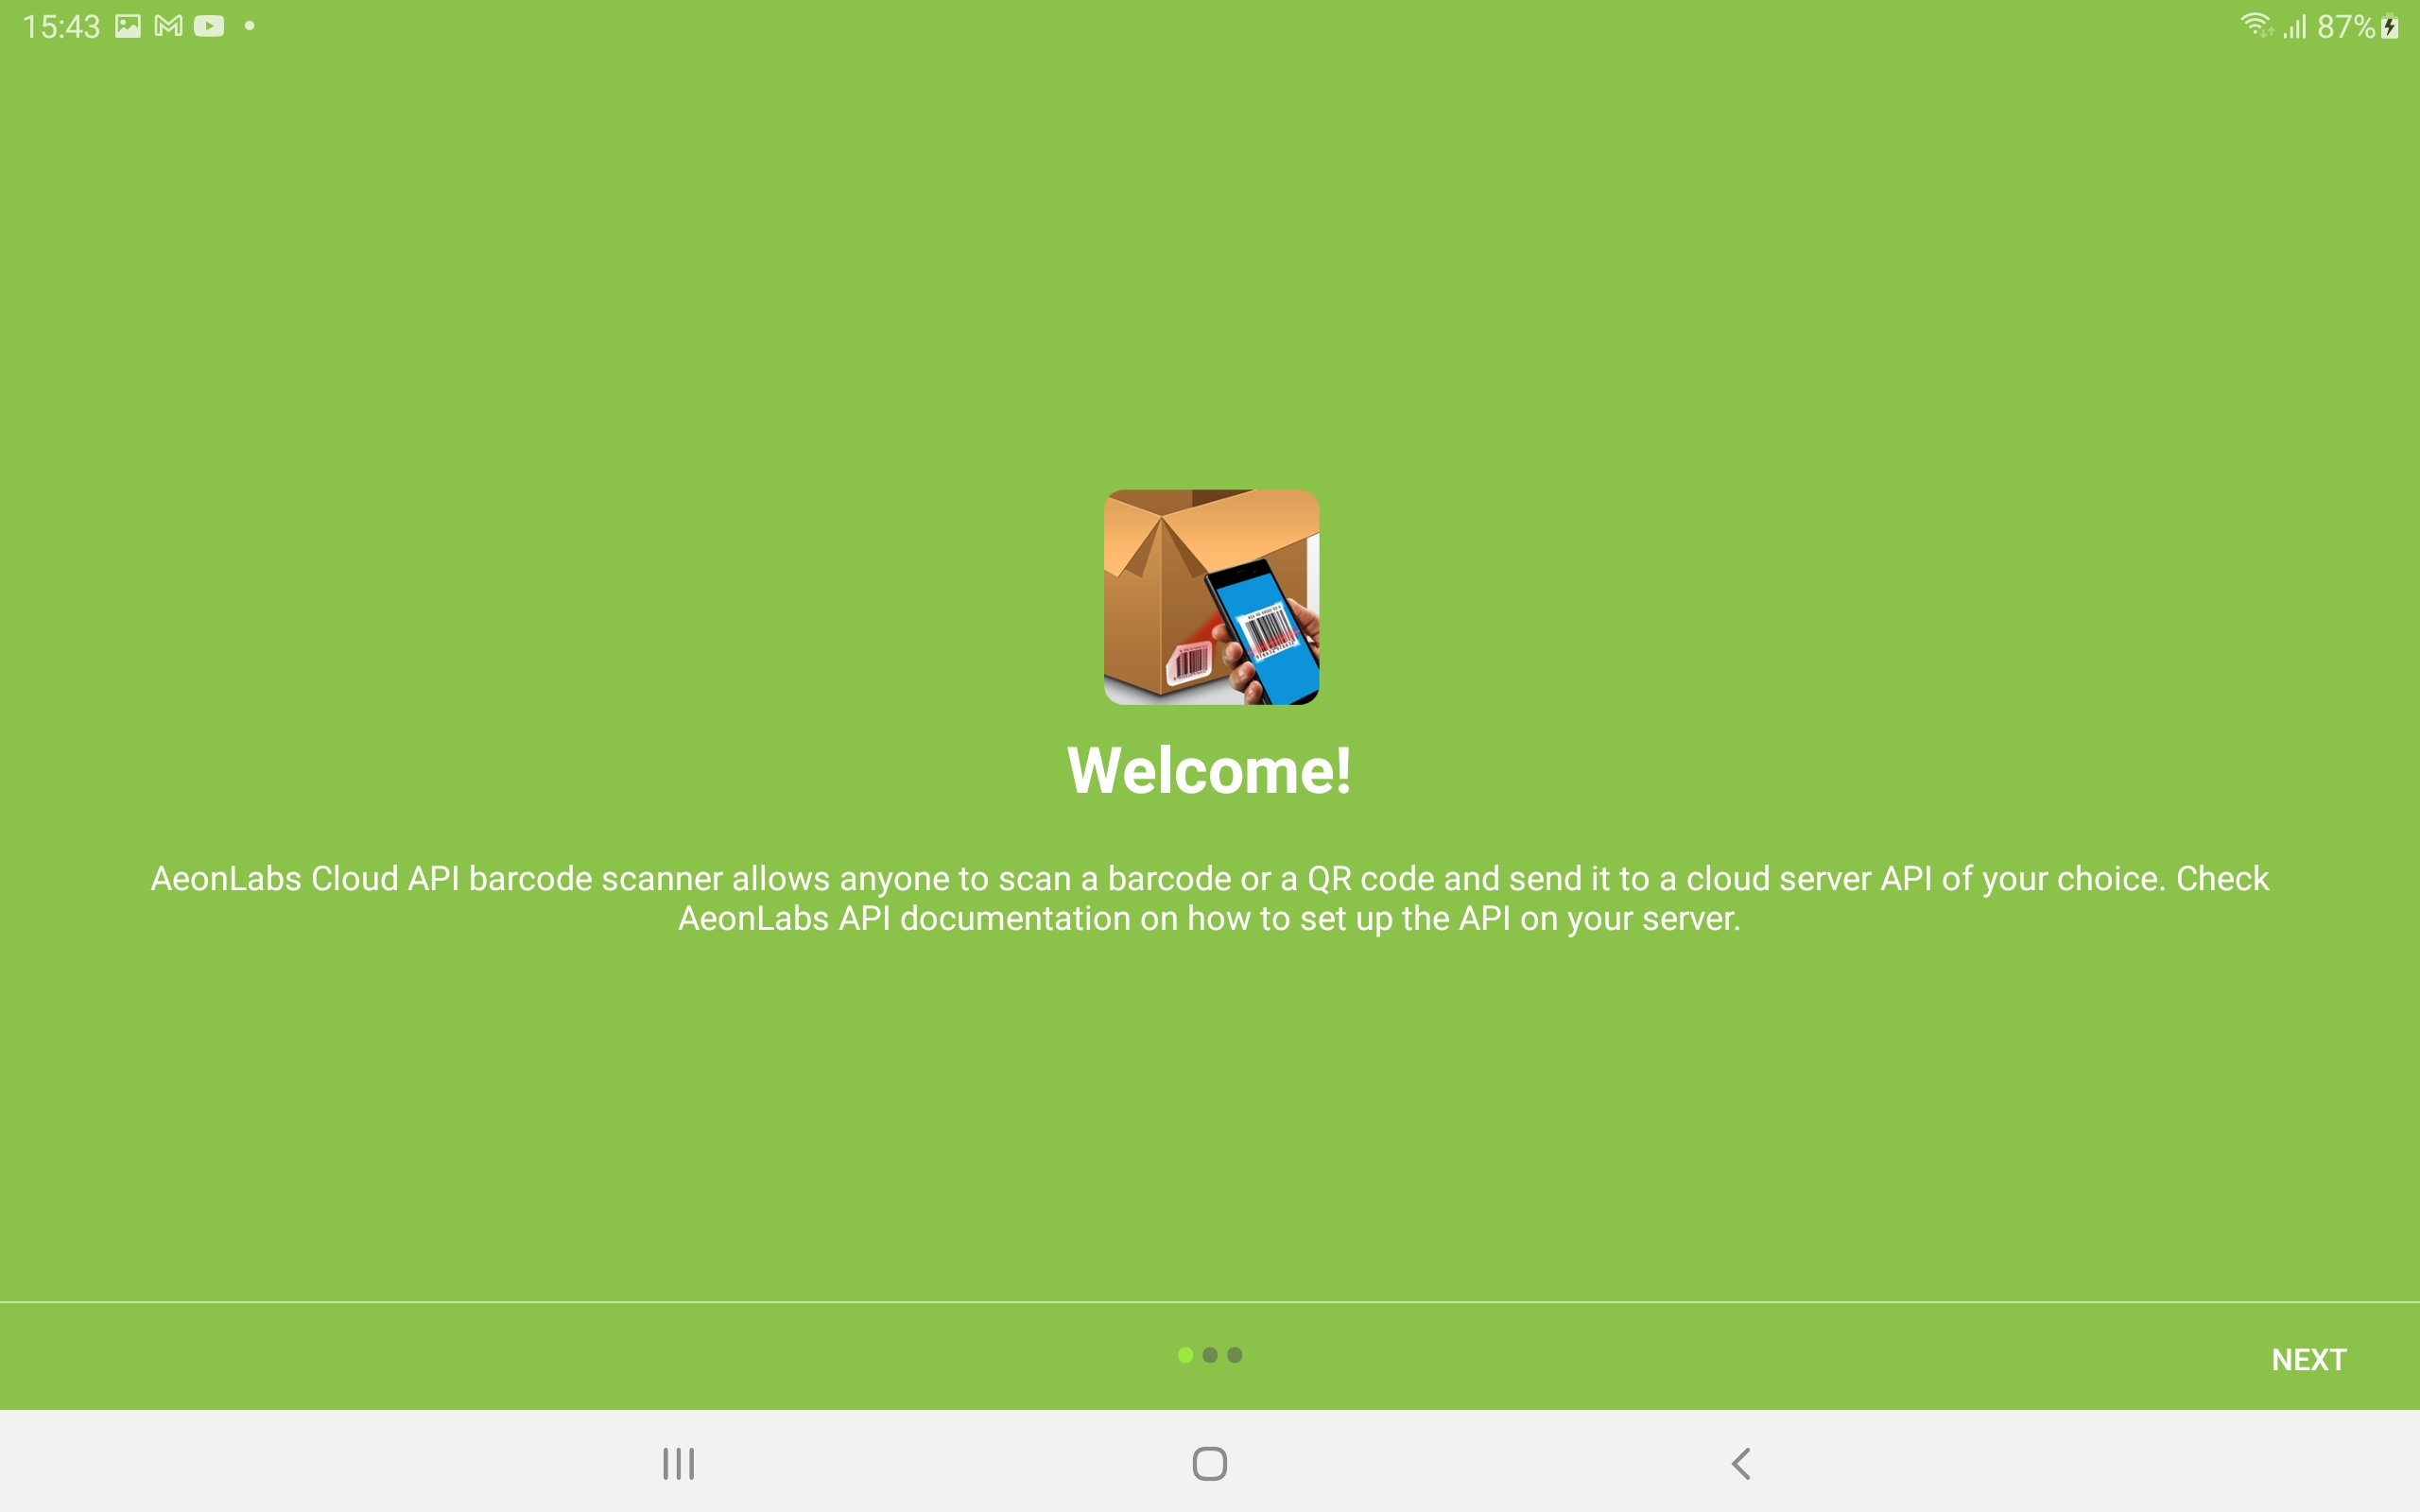 15:43
87%
Welcome!
AeonLabs Cloud API barcode scanner allows anyone to scan a barcode or a QR code and send it to a cloud server API of your choice. Check
AeonLabs API documentation on how to set up the API on your server.
NEXT